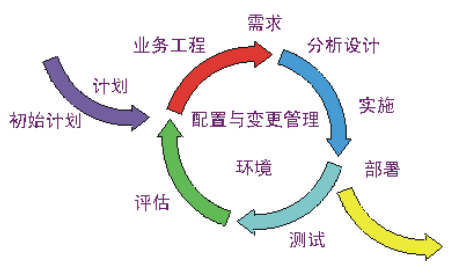 需求
业务工程
分析设计
计划
初始计划
实施
配置与变更管理
环境
部署
评估
测试